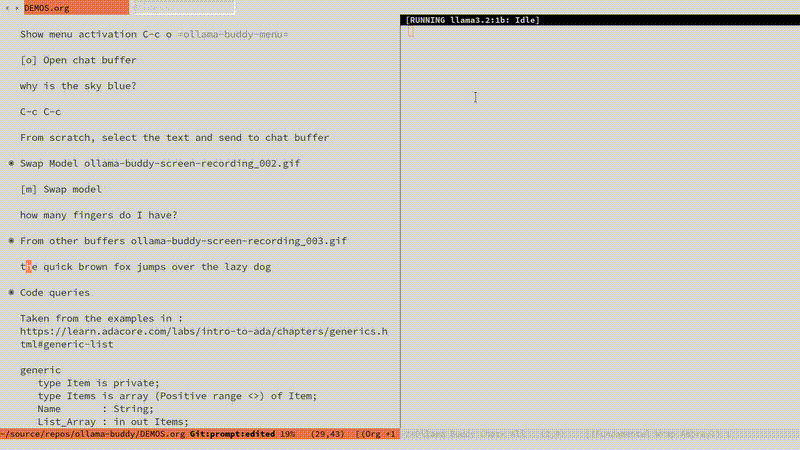 DEMOS.org
Show menu activation C-c o =ollama-buddy-menu=
[o] Open chat buffer
why is the sky blue?
C-c C-c
From scratch, select the text and send to chat buffer
Swap Model ollama-buddy-screen-recording_002.gif
[m] Swap model
how many fingers do I have?
From other buffers ollama-buddy-screen-recording_003.gif
the quick brown fox jumps over the lazy dog
Code queries
Taken from the examples in :
https://learn.adacore.com/labs/intro-to-ada/chapters/generics.h
tml#generic-list
generic
type Item is private;
type Items is array (Positive range <>) of Item;
Name : String;
List_Array : in out Items;
~/source/repos/ollama-buddy/DEMOS.org Git:prompt:edited 19% (29,43) [(Org +1
[RUNNING llama3.2:1b: Idle]